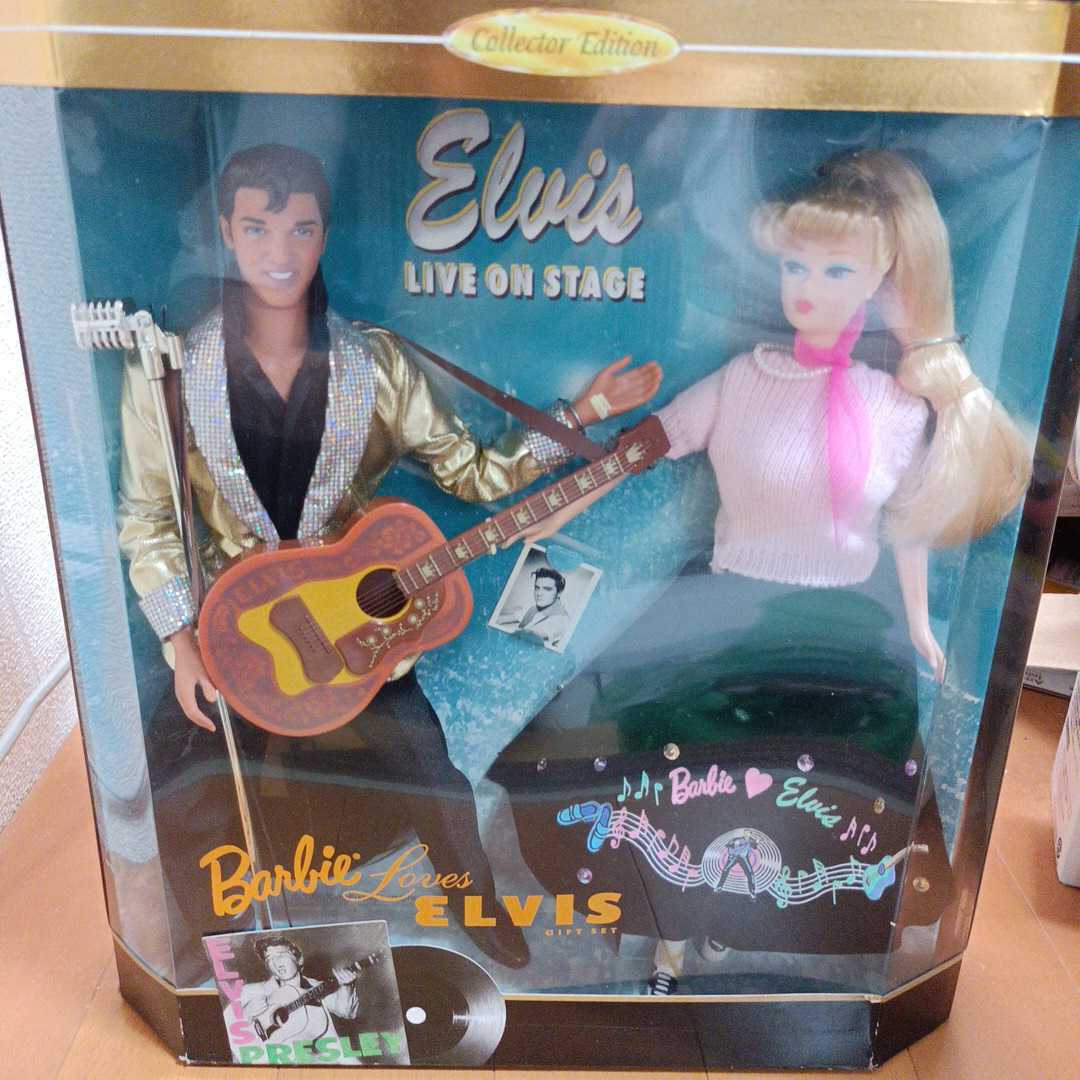 Collector Edition
Elvis
LIVE ON STAGE
ELVIS
Barbie Elvis
Barbie Loves
ELVIS
GIFT SET
ELVIS
PRESLEY